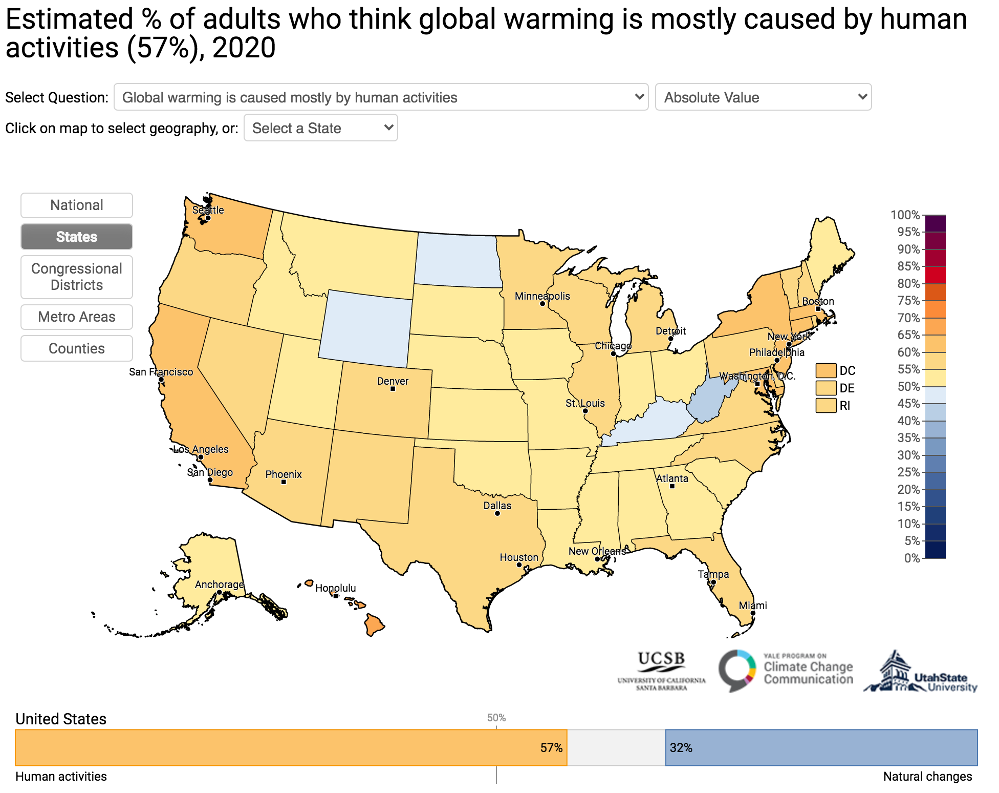 Estimated % of adults who think global warming is mostly caused by human
activities (57%), 2020
Select Question:
Global warming is caused mostly by human activities
Absolute Value
Click on map to select geography, or:
Select a State
National
States
Congressional
Districts
Metro Areas
Counties
Seattle
Minneapolis
Boston
Detroit
New York
Chicago
Philadelphia
San Francisco
Denver
Washington, D.C.
St. Louis
Los Angeles
San Diego
Phoenix
Atlanta
Dallas
New Orleans
Houston
Tampa
Anchorage
Honolulu
Miami
DC
DE
RI
100%
95%
90%
85%
80%
75%
70%
65%
60%
55%
50%
45%
40%
35%
30%
25%
20%
15%
10%
5%
0%
UCSB
UNIVERSITY OF CALIFORNIA
SANTA BARBARA
YALE PROGRAM ON
Climate Change
Communication
UtahState
University
United States
50%
57%
32%
Human activities
Natural changes